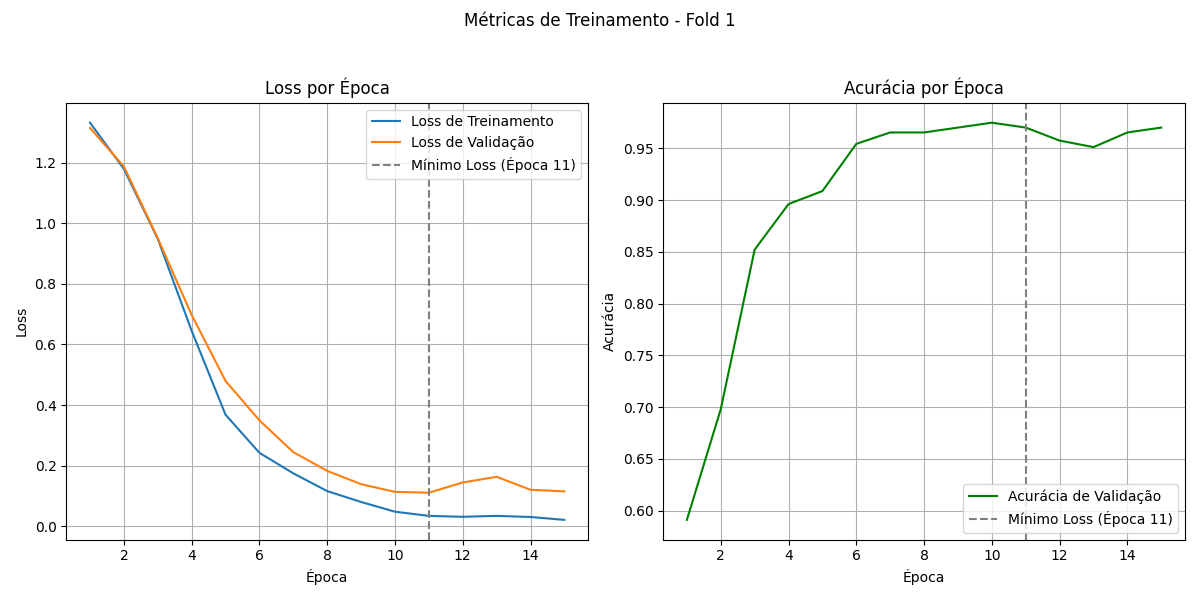 Métricas de Treinamento - Fold 1
Loss por Época
Loss de Treinamento
Loss de Validação
Mínimo Loss (Época 11)
1.2
1.0
0.8
0.6
0.4
0.2
0.0
Loss
2 4 6 8 10 12 14
Época
Acurácia por Época
0.95
0.90
0.85
0.80
0.75
0.70
0.65
0.60
Acurácia
Acurácia de Validação
Mínimo Loss (Época 11)
2 4 6 8 10 12 14
Época